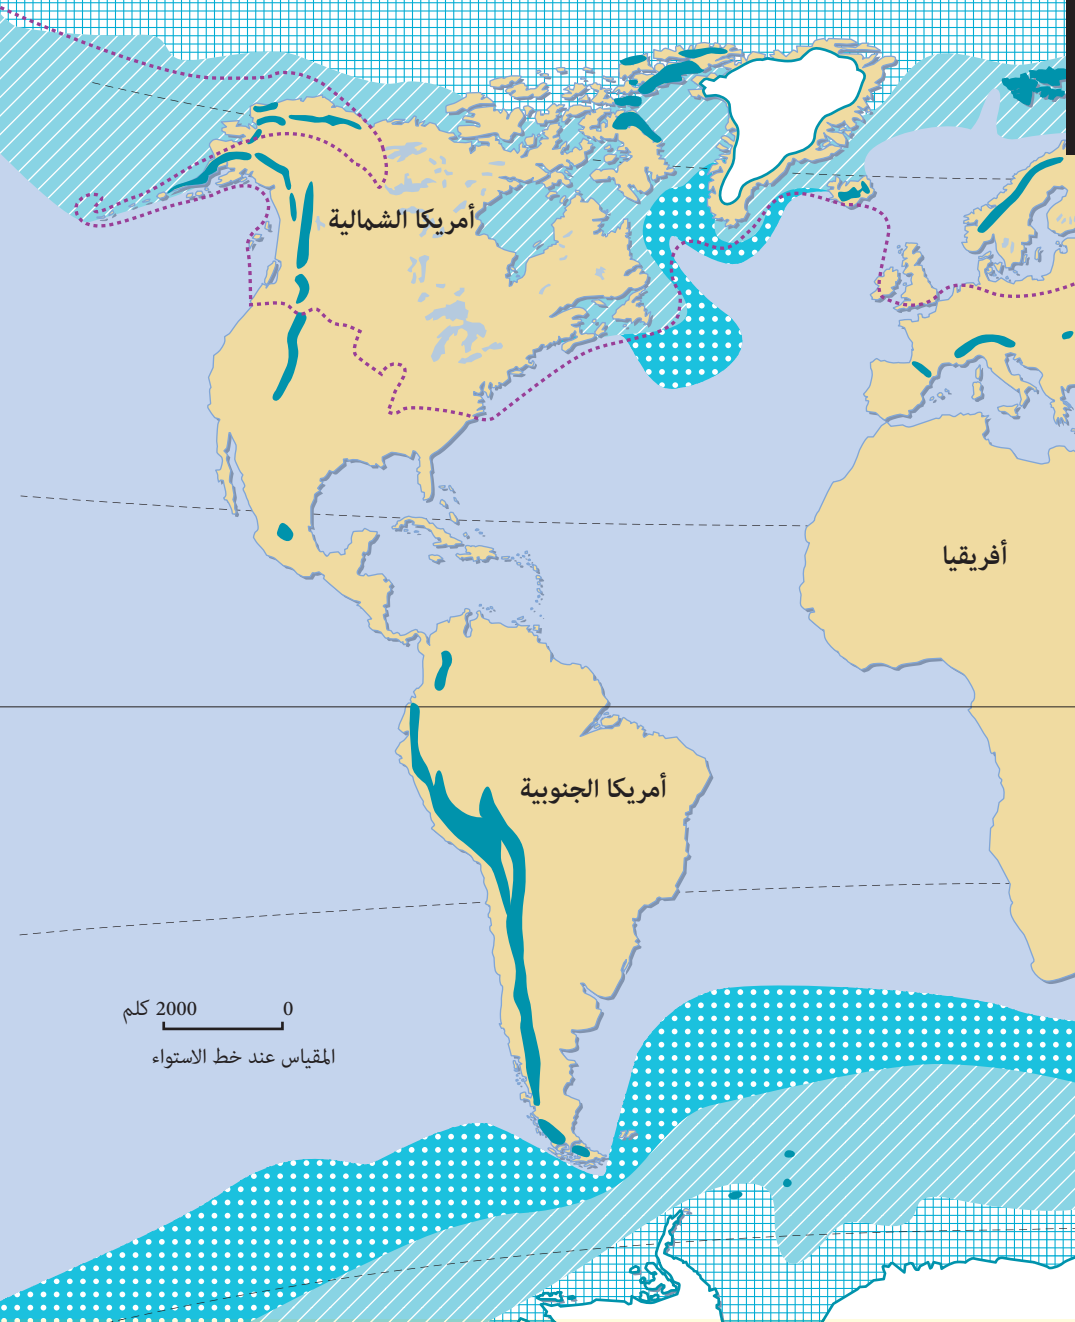 أمريكا الشمالية
أفريقيا
أمريكا الجنوبية
0 2000 كلم
المقياس عند خط الاستواء